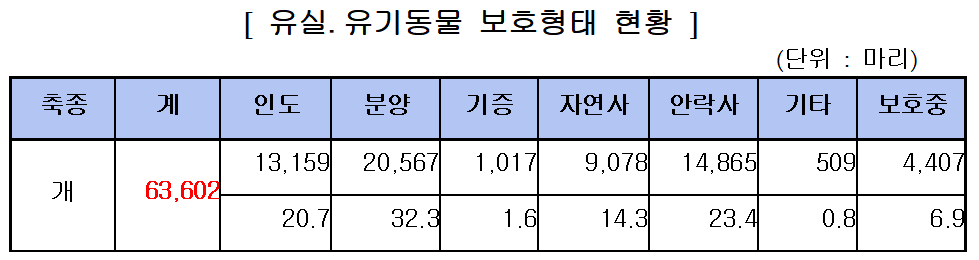 [ 유실.유기동물 보호형태 현황 ]
(단위 : 마리)
축종 계 인도 분양 기증 자연사 안락사 기타 보호중
13,159 20,567 1,017 9,078 14,865 509 4,407
개 63,602
20.7 32.3 1.6 14.3 23.4 0.8 6.9